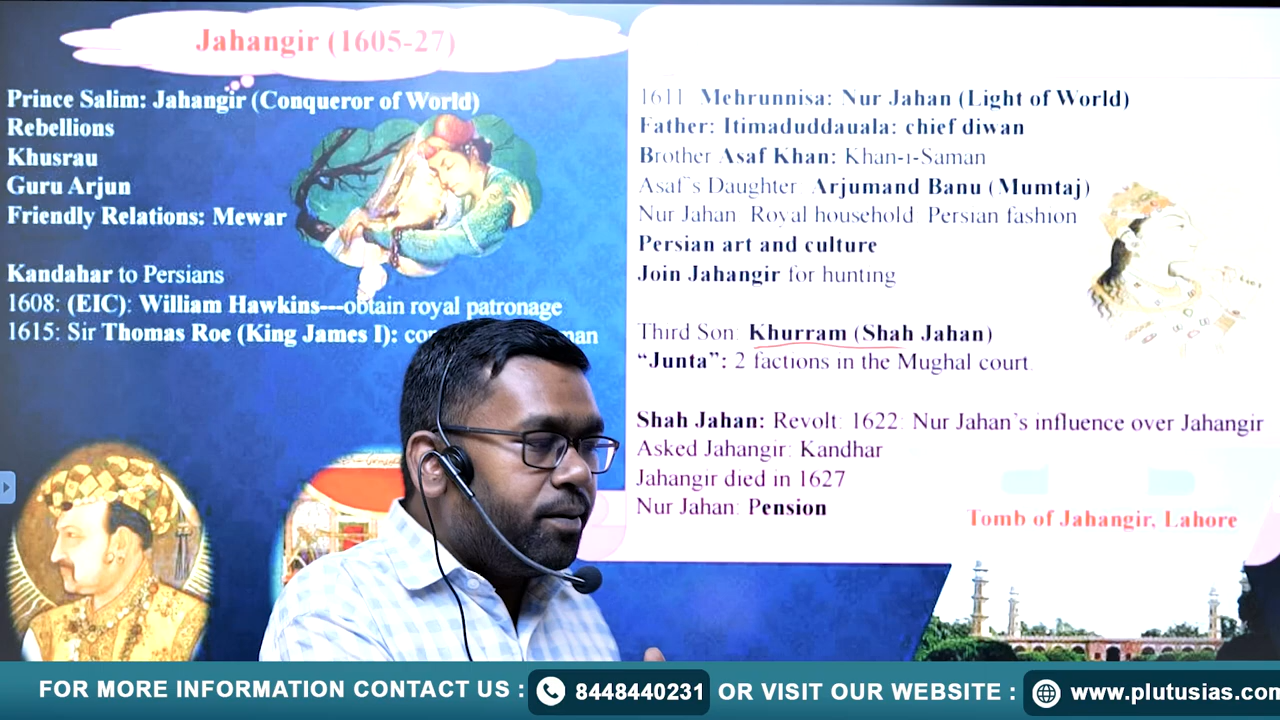 Jahangir (1605-27)
Prince Salim: Jahangir (Conqueror of World)
Rebellions
Khusrau
Guru Arjun
Friendly Relations: Mewar
Kandahar to Persians
1608: (EIC): William Hawkins---obtain royal patronage
1615: Sir Thomas Roe (King James I):
1611 Mehrunnisa: Nur Jahan (Light of World)
Father: Itimaduddauala: chief diwan
Brother Asaf Khan: Khan-i-Saman
Asaf's Daughter Arjumand Banu (Mumtaj)
Nur Jahan Royal household Persian fashion
Persian art and culture
Join Jahangir for hunting
Third Son: Khurram (Shah Jahan)
“Junta”: 2 factions in the Mughal court.
Shah Jahan: Revolt: 1622: Nur Jahan's influence over Jahangir
Asked Jahangir: Kandhar
Jahangir died in 1627
Nur Jahan: Pension
Tomb of Jahangir, Lahore
FOR MORE INFORMATION CONTACT US : 8448440231 OR VISIT OUR WEBSITE : www.plutusias.com